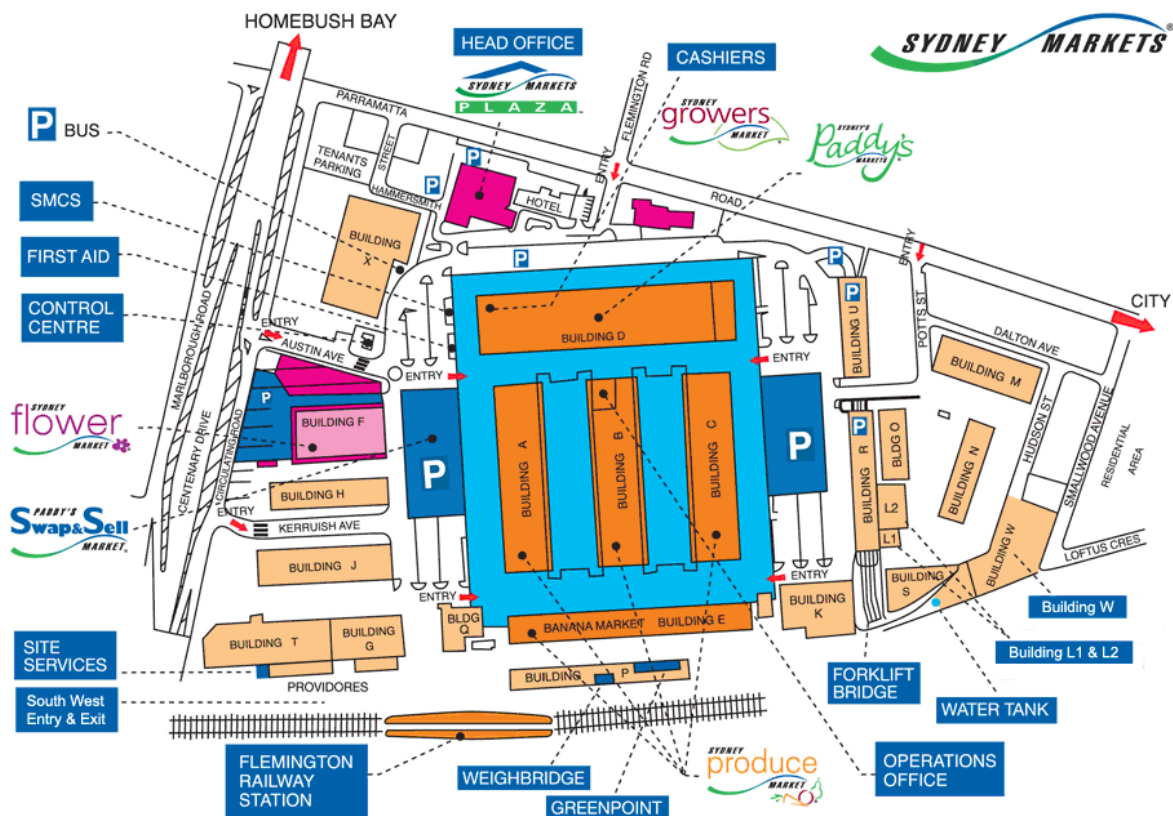 HOMEBUSH BAY
HEAD OFFICE
SYDNEY MARKETS
PLAZA
CASHIERS
SYDNEY MARKETS®
P BUS
SMCS
FIRST AID
CONTROL
CENTRE
PARRAMATTA
ROAD
FLEMINGTON RD
ENTRY
SYDNEY
growers
MARKET
SYDNEY'S
Paddy's
MARKETS
TENANTS
PARKING
STREET
HAMMERSMITH
P
P
HOTEL
BUILDING
X
P
P
P
ENTRY
POTTS ST
CITY
DALTON AVE
BUILDING U
BUILDING D
BUILDING M
MARLBOROUGH ROAD
ENTRY
AUSTIN AVE
ENTRY
ENTRY
HUDSON ST
SMALLWOOD AVENUE
RESIDENTIAL
AREA
SYDNEY
flower
MARKET
P
BUILDING F
CENTENARY DRIVE
CIRCULATING ROAD
P
BUILDING A
BUILDING B
BUILDING C
P
P
BUILDING R
BLDG O
BUILDING N
L2
L1
PADDY'S
Swap&Sell
MARKET
BUILDING H
ENTRY
KERRUISH AVE
BUILDING J
ENTRY
ENTRY
BUILDING W
LOFTUS CRES
BUILDING
S
BUILDING
K
BLDG
Q
BANANA MARKET BUILDING E
BUILDING T
BUILDING
G
BUILDING P
Building W
Building L1 & L2
SITE
SERVICES
South West
Entry & Exit
PROVIDORES
FORKLIFT
BRIDGE
WATER TANK
FLEMINGTON
RAILWAY
STATION
WEIGHBRIDGE
GREENPOINT
SYDNEY
produce
MARKET
OPERATIONS
OFFICE